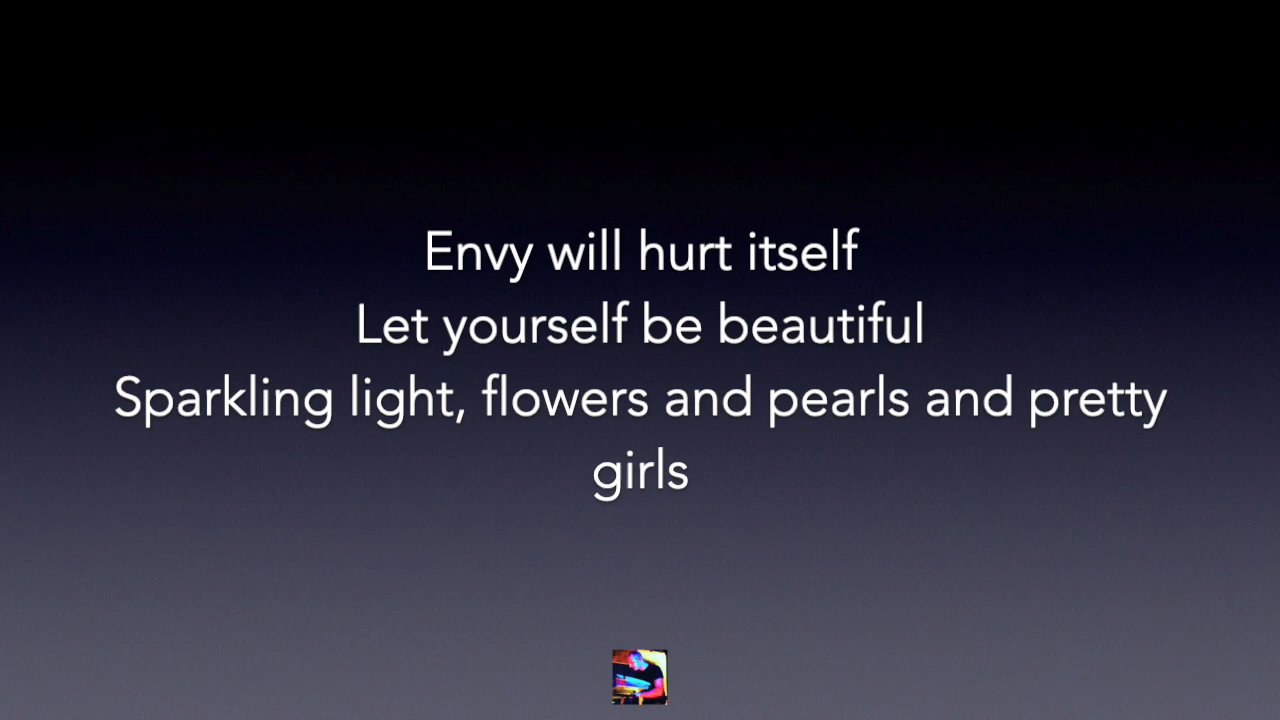 Envy will hurt itself
Let yourself be beautiful
Sparkling light, flowers and pearls and pretty
girls